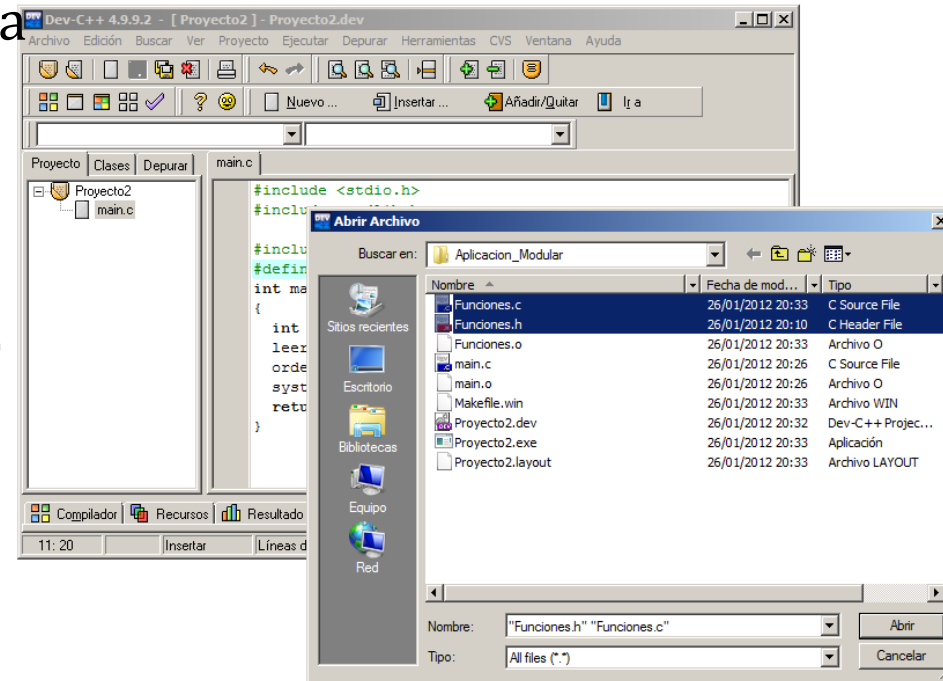 a
Dev-C++ 4.9.9.2 - [ Proyecto2 ] - Proyecto2.dev
Archivo Edición Buscar Ver Proyecto Ejecutar Depurar Herramientas CVS Ventana Ayuda
Nuevo ... Insertar ... Añadir/Quitar Ir a
Proyecto Clases Depurar main.c
Proyecto2
main.c
#include <stdio.h>
#inclu
#inclu
#defin
int ma
{
int
leer
orde
syst
retu
}
Compilador Recursos Resultado
11: 20 Insertar Líneas d
Abrir Archivo
Buscar en: Aplicacion_Modular
Sitios recientes
Escritorio
Bibliotecas
Equipo
Red
Nombre Fecha de mod... Tipo
Funciones.c 26/01/2012 20:33 C Source File
Funciones.h 26/01/2012 20:10 C Header File
Funciones.o 26/01/2012 20:33 Archivo O
main.c 26/01/2012 20:26 C Source File
main.o 26/01/2012 20:26 Archivo O
Makefile.win 26/01/2012 20:33 Archivo WIN
Proyecto2.dev 26/01/2012 20:32 Dev-C++ Projec...
Proyecto2.exe 26/01/2012 20:33 Aplicación
Proyecto2.layout 26/01/2012 20:33 Archivo LAYOUT
Nombre: "Funciones.h" "Funciones.c" Abrir
Tipo: All files (*.*) Cancelar